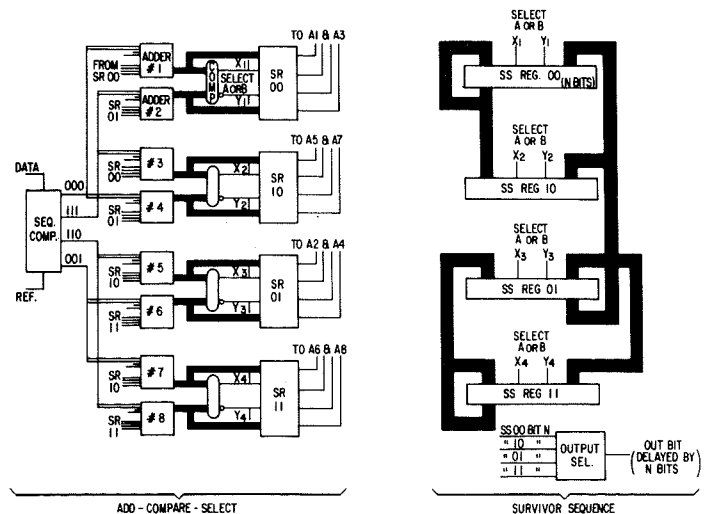 TO A1 & A3
ADDER #1
FROM SR 00
COMP
X1
SELECT A OR B
Y1
SR 00
ADDER #2
SR 01
TO A5 & A7
#3
SR 00
X2
Y2
SR 10
#4
SR 01
DATA
SEQ. COMP.
REF.
000
111
110
001
TO A2 & A4
#5
SR 10
X3
Y3
SR 01
#6
SR 11
TO A6 & A8
#7
SR 10
X4
Y4
SR 11
#8
SR 11
ADD - COMPARE - SELECT
SELECT
A OR B
X1 Y1
SS REG. 00 (N BITS)
SELECT
A OR B
X2 Y2
SS REG 10
SELECT
A OR B
X3 Y3
SS REG 01
SELECT
A OR B
X4 Y4
SS REG 11
SS 00 BIT N
" 10 "
" 01 "
" 11 "
OUTPUT SEL.
( OUT BIT
DELAYED BY
N BITS )
SURVIVOR SEQUENCE